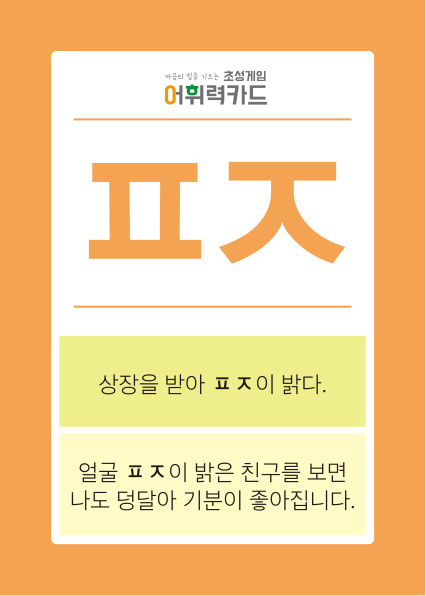 마음의 힘을 기르는 초성게임
어휘력카드
ㅍㅈ
상장을 받아 ㅍㅈ이 밝다.
얼굴 ㅍㅈ이 밝은 친구를 보면
나도 덩달아 기분이 좋아집니다.